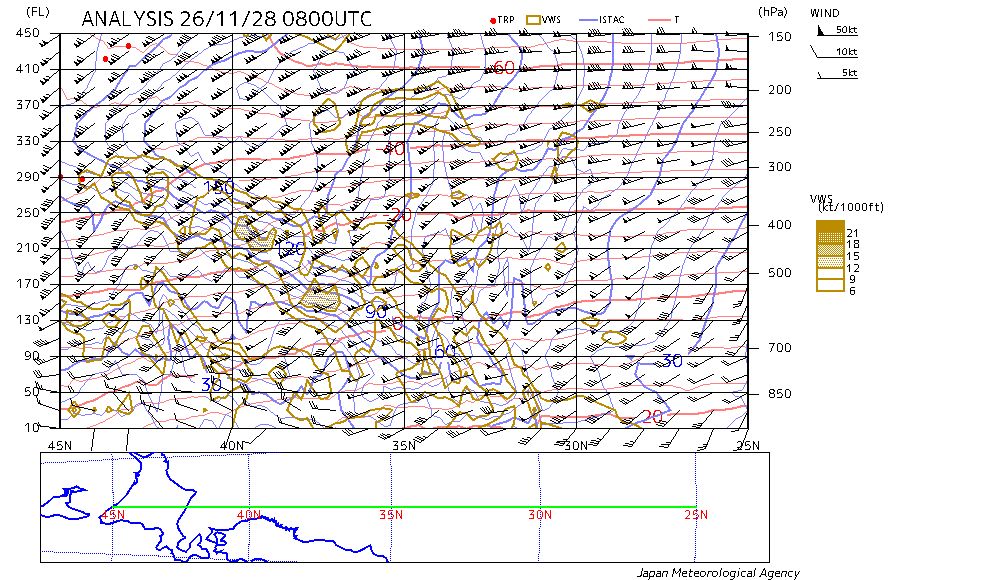 (FL) ANALYSIS 26/11/28 0800UTC TRP VWS ISTAC T (hPa) WIND
50kt
10kt
5kt
450 150
410 -60
370 200
330 250
-40 300
290 180
250 -20 VWS
(kt/1000ft)
210 120 400
21
18
15
12
9
6
170 500
130 90 0
60 700
90 30
50 30 850
10 20
45N 40N 35N 30N 25N
45N 40N 35N 30N 25N
Japan Meteorological Agency